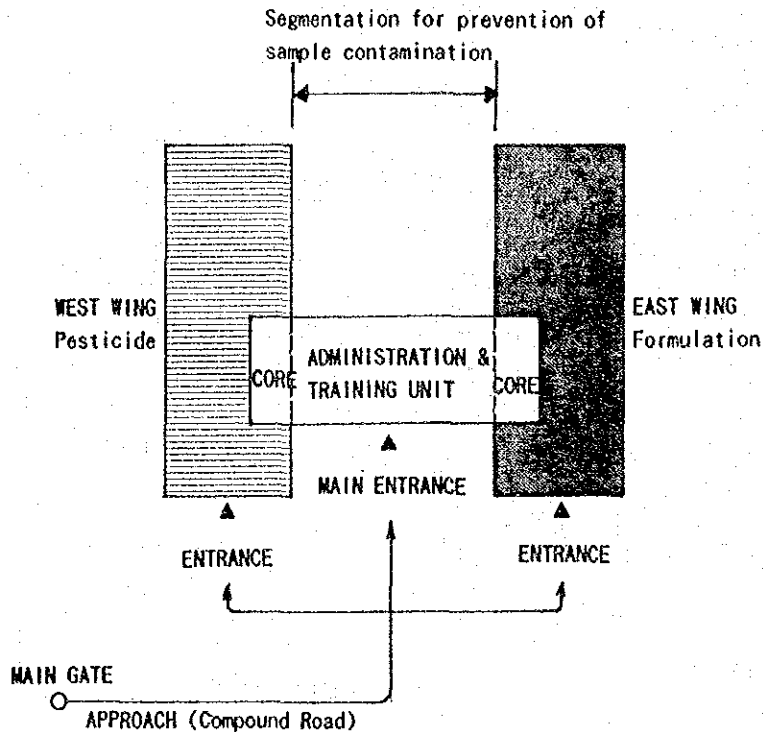 Segmentation for prevention of
sample contamination
WEST WING
Pesticide
EAST WING
Formulation
CORE
ADMINISTRATION &
TRAINING UNIT
CORE
MAIN ENTRANCE
ENTRANCE
ENTRANCE
MAIN GATE
APPROACH (Compound Road)